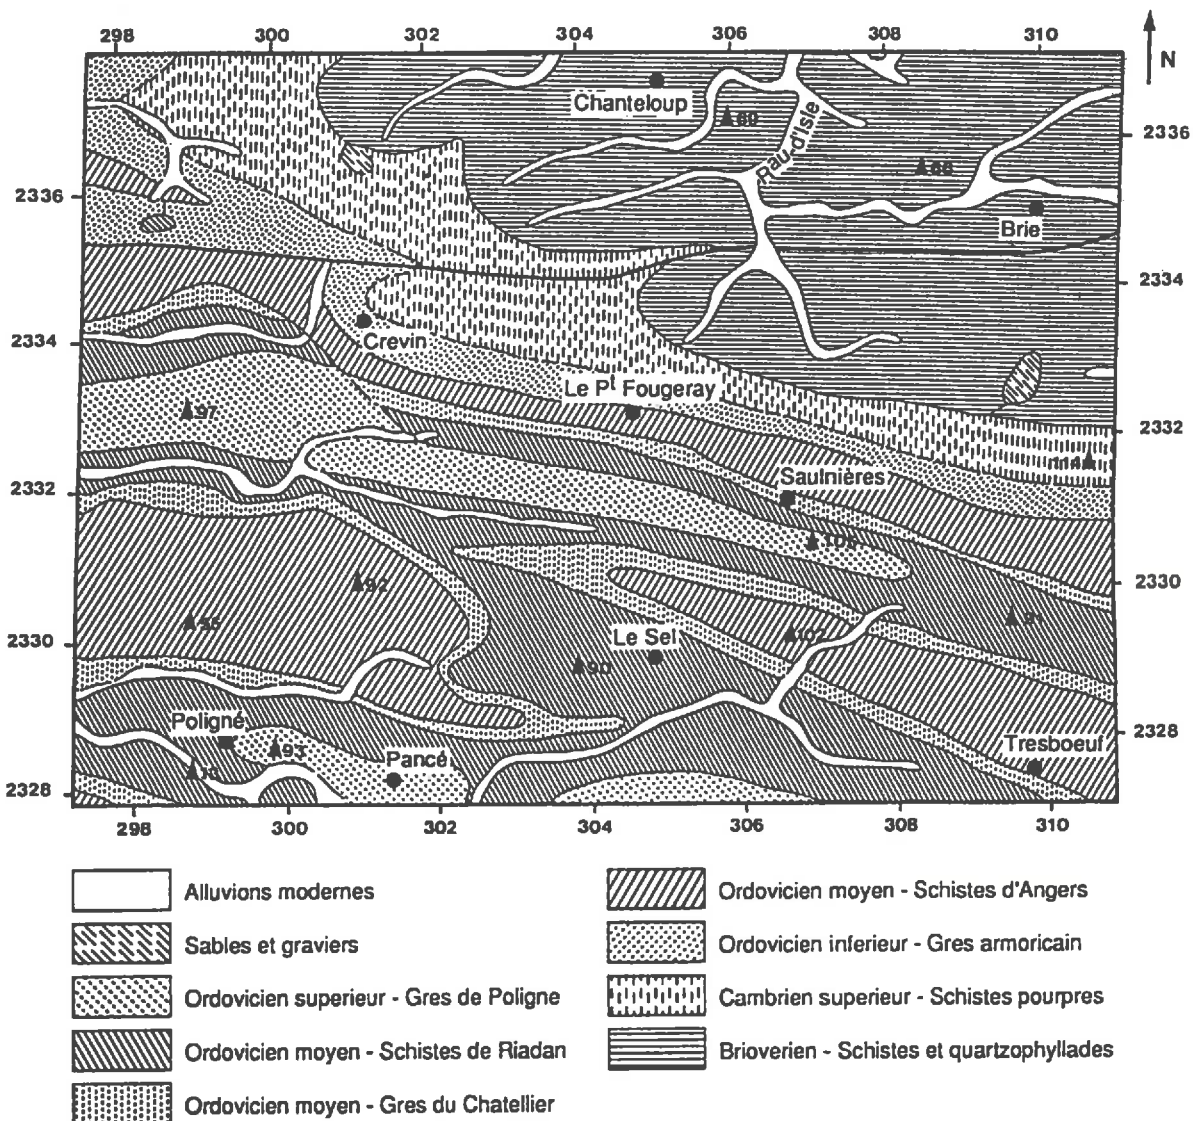 298 300 302 304 306 308 310
N
Chanteloup
69
Rau-d'Isle
2336
68
2336
Brie
2334
2334
Crevin
Le Pt Fougeray
97
2332
114
Saulnières
2332
106
92
2330
95
91
107
2330
Le Sel
90
Poligné
2328
93
Pancé
Tresboeuf
2328
298 300 302 304 306 308 310
Alluvions modernes
Sables et graviers
Ordovicien superieur - Gres de Poligne
Ordovicien moyen - Schistes de Riadan
Ordovicien moyen - Gres du Chatellier
Ordovicien moyen - Schistes d'Angers
Ordovicien inferieur - Gres armoricain
Cambrien superieur - Schistes pourpres
Brioverien - Schistes et quartzophyllades